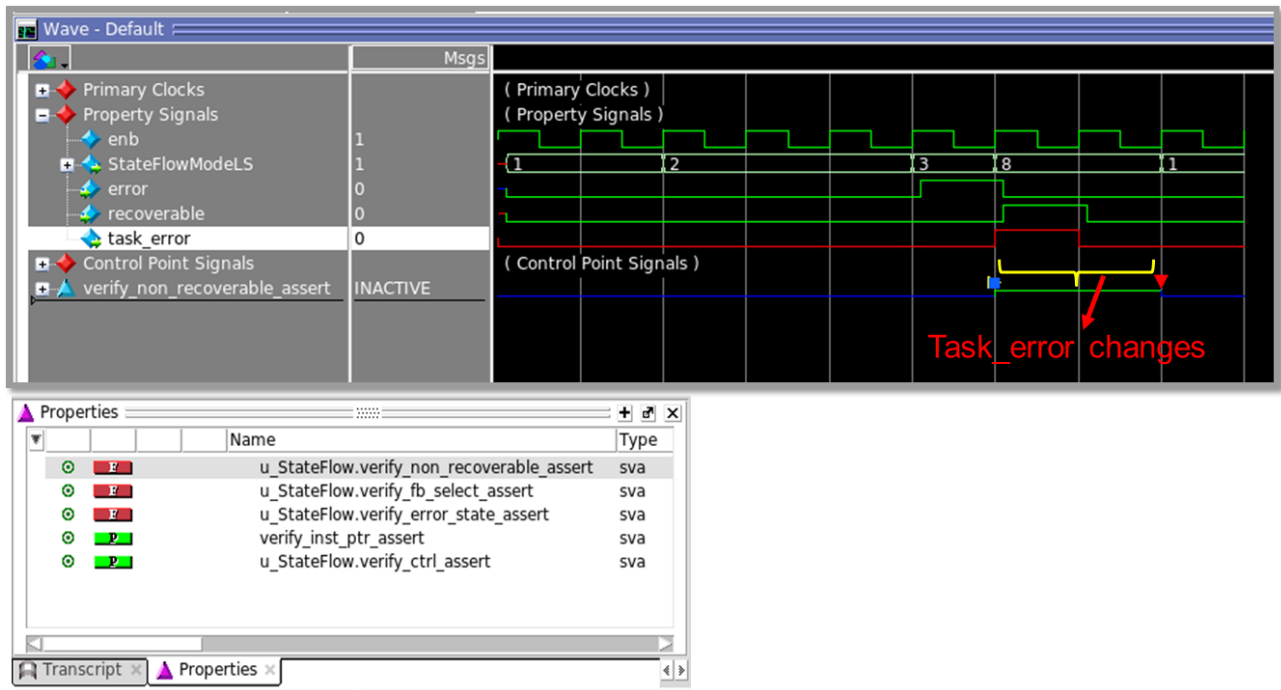 Wave - Default
Msgs
Primary Clocks ( Primary Clocks )
Property Signals ( Property Signals )
enb 1
StateFlowModeLS 1 1 2 3 8 1
error 0
recoverable 0
task_error 0
Control Point Signals ( Control Point Signals )
verify_non_recoverable_assert INACTIVE
Task_error changes
Properties
Name Type
F u_StateFlow.verify_non_recoverable_assert sva
F u_StateFlow.verify_fb_select_assert sva
F u_StateFlow.verify_error_state_assert sva
P verify_inst_ptr_assert sva
P u_StateFlow.verify_ctrl_assert sva
Transcript Properties